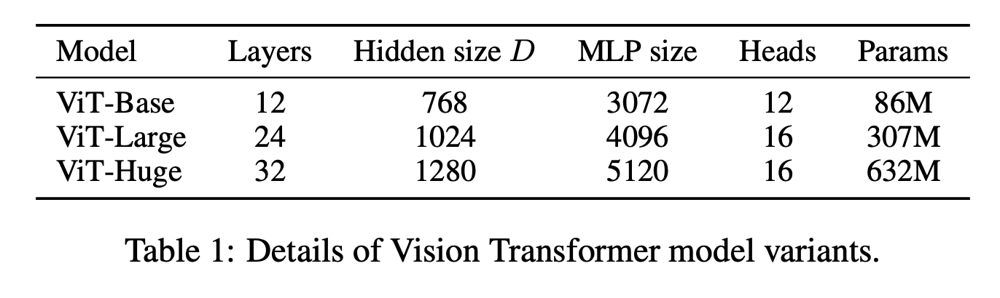 Model Layers Hidden size D MLP size Heads Params
ViT-Base 12 768 3072 12 86M
ViT-Large 24 1024 4096 16 307M
ViT-Huge 32 1280 5120 16 632M
Table 1: Details of Vision Transformer model variants.